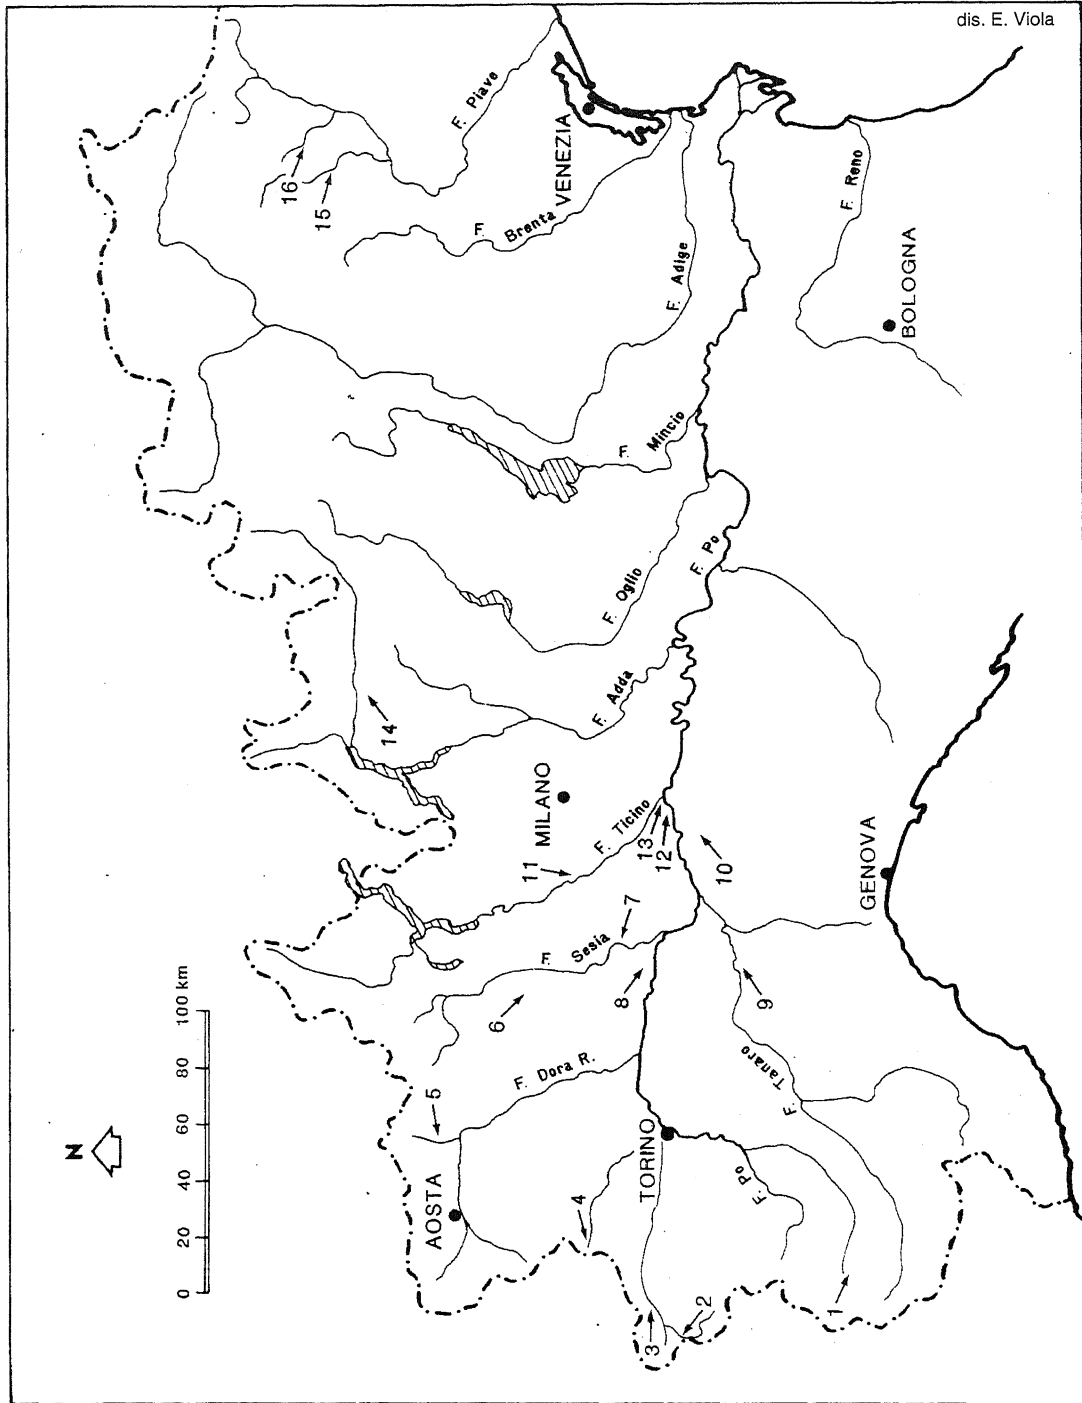 dis. E. Viola
N
0 20 40 60 80 100 km
AOSTA
TORINO
MILANO
GENOVA
VENEZIA
BOLOGNA
F. Piave
F. Brenta
F. Adige
F. Reno
F. Mincio
F. Oglio
F. Po
F. Adda
F. Ticino
F. Sesia
F. Dora R.
F. Tanaro
F. Po
1
2
3
4
5
6
7
8
9
10
11
12
13
14
15
16